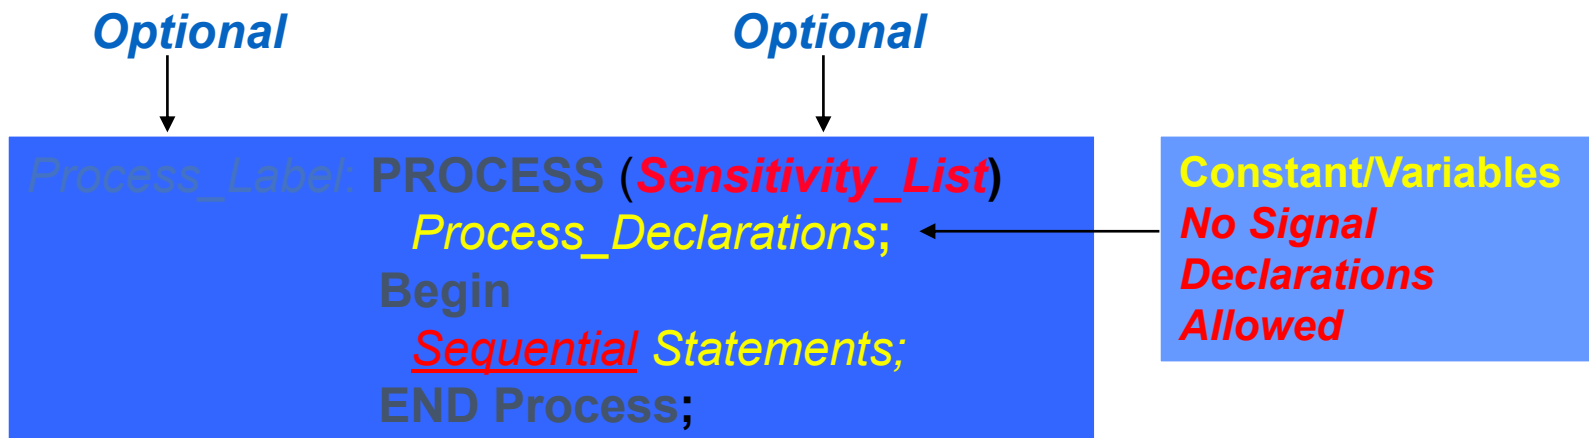 Optional
Optional
Process_Label: PROCESS (Sensitivity_List)
Process_Declarations;
Begin
Sequential Statements;
END Process;
Constant/Variables
No Signal
Declarations
Allowed